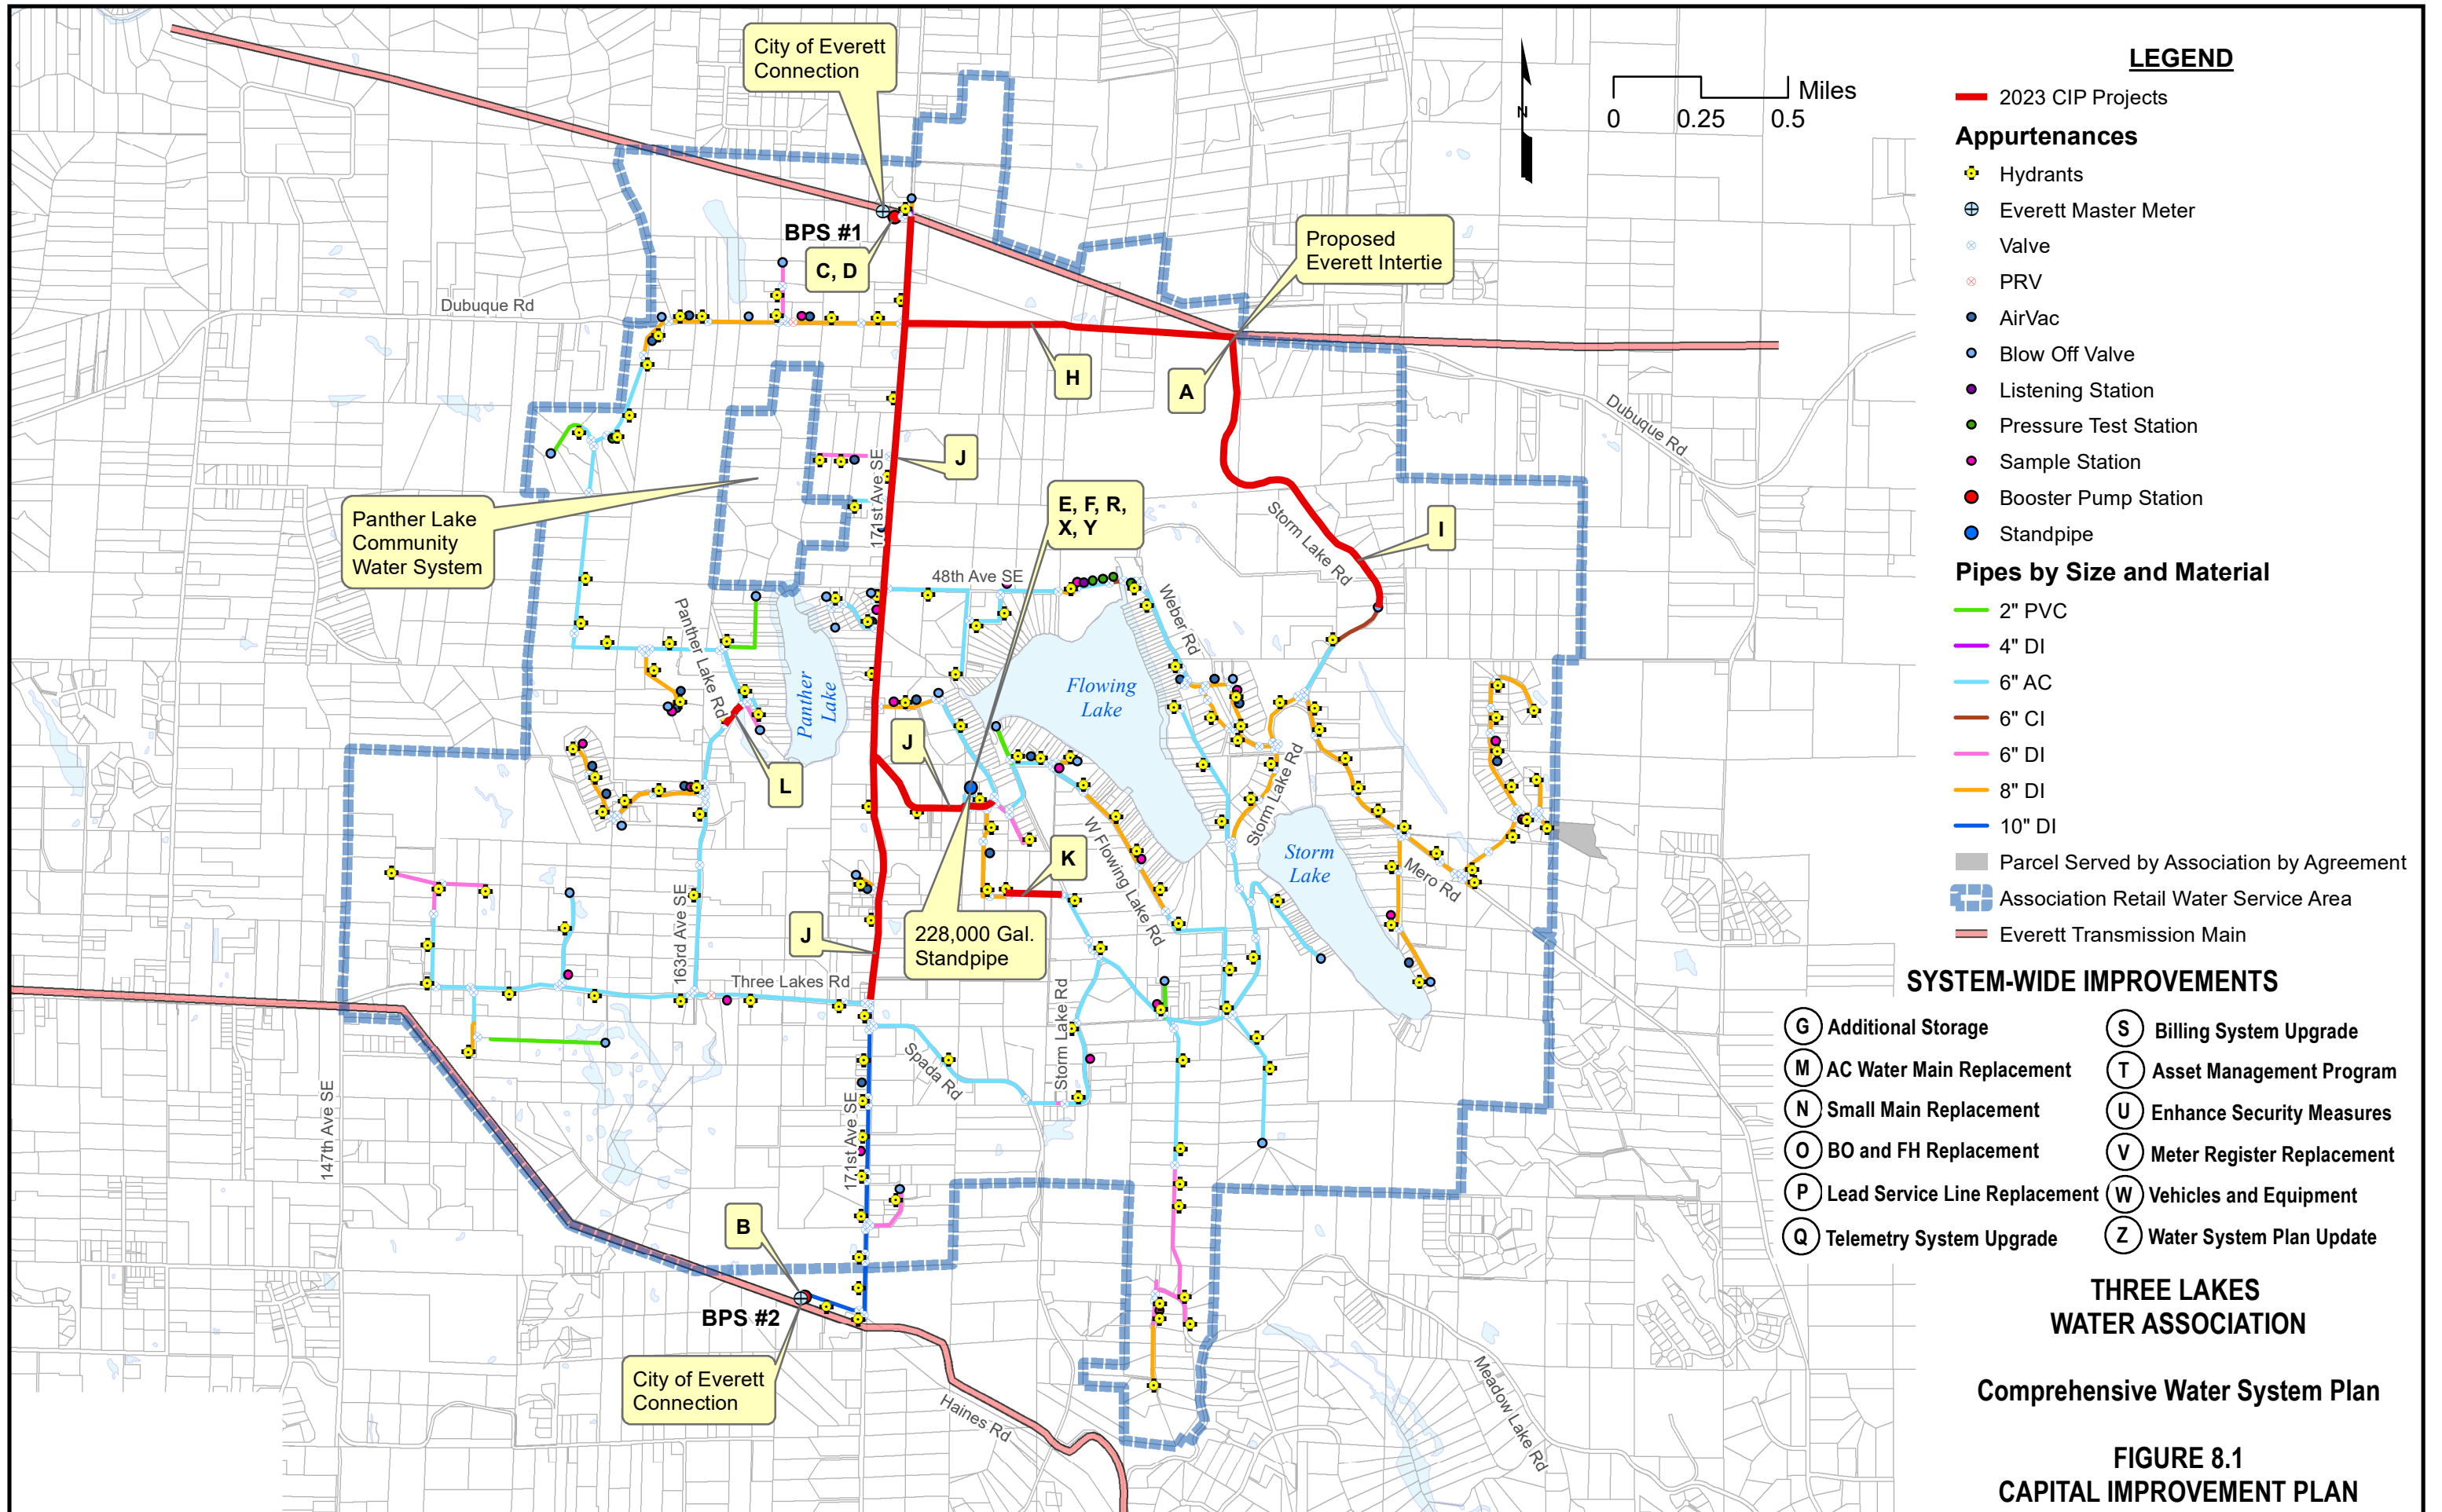 City of Everett
Connection
BPS #1
C, D
Proposed
Everett Intertie
Dubuque Rd
H
A
Dubuque Rd
J
171st Ave SE
Panther Lake
Community
Water System
E, F, R,
X, Y
Storm Lake Rd
I
48th Ave SE
Weber Rd
Panther Lake Rd
Panther
Lake
Flowing
Lake
J
L
Storm Lake Rd
W Flowing Lake Rd
K
Storm
Lake
Mero Rd
163rd Ave SE
J
228,000 Gal.
Standpipe
Three Lakes Rd
Storm Lake Rd
Spada Rd
147th Ave SE
171st Ave SE
B
BPS #2
City of Everett
Connection
Haines Rd
Meadow Lake Rd
N
Miles
0 0.25 0.5
LEGEND
2023 CIP Projects
Appurtenances
Hydrants
Everett Master Meter
Valve
PRV
AirVac
Blow Off Valve
Listening Station
Pressure Test Station
Sample Station
Booster Pump Station
Standpipe
Pipes by Size and Material
2" PVC
4" DI
6" AC
6" CI
6" DI
8" DI
10" DI
Parcel Served by Association by Agreement
Association Retail Water Service Area
Everett Transmission Main
SYSTEM-WIDE IMPROVEMENTS
G Additional Storage
M AC Water Main Replacement
N Small Main Replacement
O BO and FH Replacement
P Lead Service Line Replacement
Q Telemetry System Upgrade
S Billing System Upgrade
T Asset Management Program
U Enhance Security Measures
V Meter Register Replacement
W Vehicles and Equipment
Z Water System Plan Update
THREE LAKES
WATER ASSOCIATION
Comprehensive Water System Plan
FIGURE 8.1
CAPITAL IMPROVEMENT PLAN